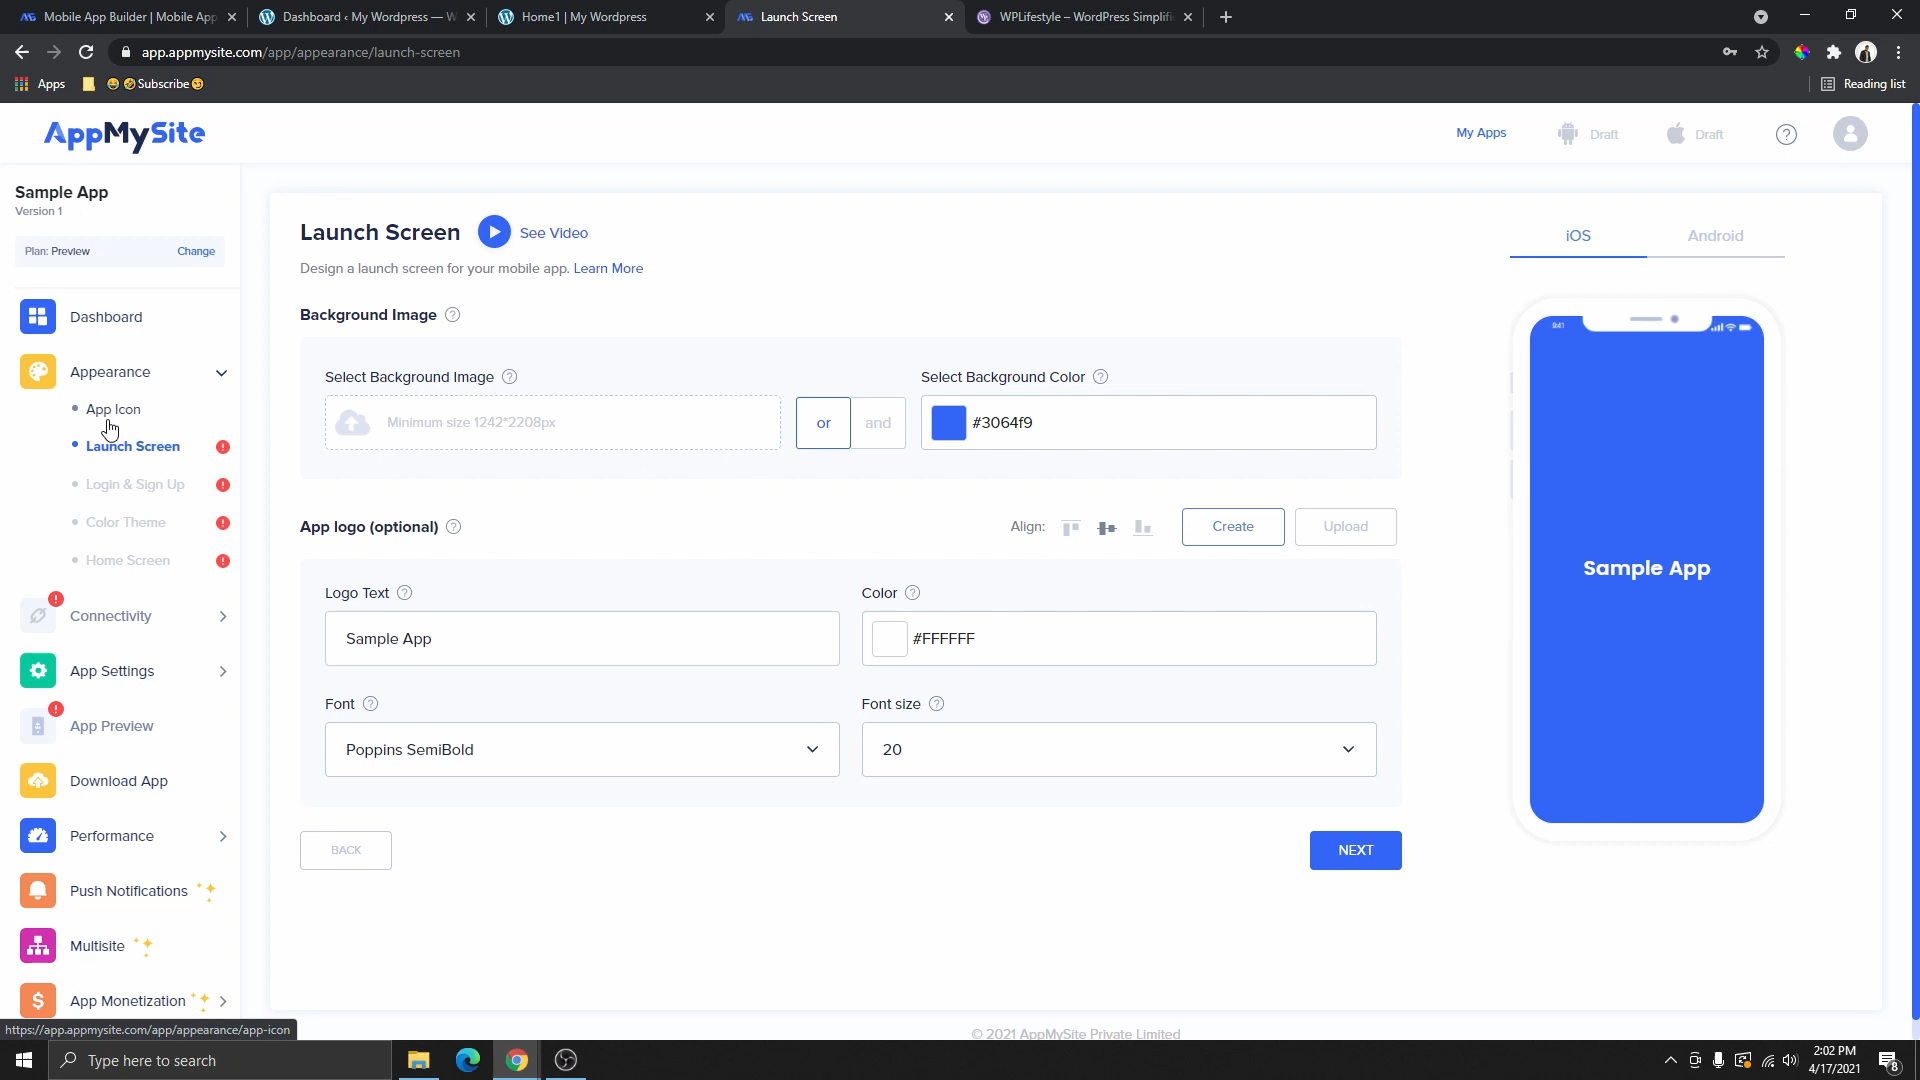 Mobile App Builder | Mobile App
Dashboard ‹ My Wordpress — W
Home1 | My Wordpress
Launch Screen
WPLifestyle – WordPress Simplifi
app.appmysite.com/app/appearance/launch-screen
Apps
Subscribe
Reading list
AppMySite
My Apps
Draft
Draft
Sample App
Version 1
Plan: Preview
Change
Dashboard
Appearance
App Icon
Launch Screen
Login & Sign Up
Color Theme
Home Screen
Connectivity
App Settings
App Preview
Download App
Performance
Push Notifications
Multisite
App Monetization
https://app.appmysite.com/app/appearance/app-icon
Launch Screen
See Video
Design a launch screen for your mobile app. Learn More
Background Image
Select Background Image
Minimum size 1242*2208px
or
and
Select Background Color
#3064f9
App logo (optional)
Align:
Create
Upload
Logo Text
Sample App
Color
#FFFFFF
Font
Poppins SemiBold
Font size
20
BACK
NEXT
iOS
Android
9:41
Sample App
© 2021 AppMySite Private Limited
Type here to search
2:02 PM
4/17/2021
8